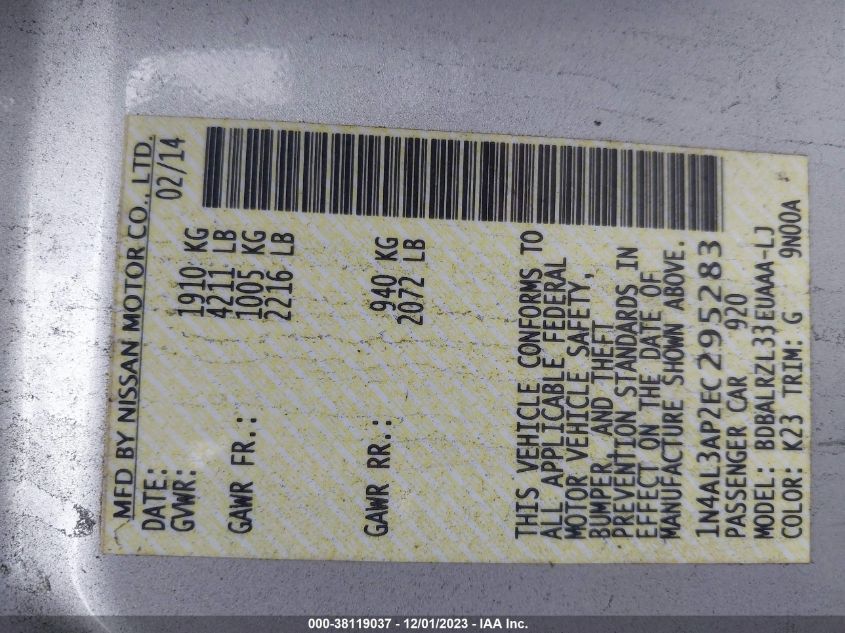 MFD BY NISSAN MOTOR CO., LTD.
DATE: 02/14
GVWR: 1910 KG
4211 LB
GAWR FR.: 1005 KG
2216 LB
GAWR RR.: 940 KG
2072 LB
THIS VEHICLE CONFORMS TO
ALL APPLICABLE FEDERAL
MOTOR VEHICLE SAFETY,
BUMPER, AND THEFT
PREVENTION STANDARDS IN
EFFECT ON THE DATE OF
MANUFACTURE SHOWN ABOVE.
1N4AL3AP2EC295283
PASSENGER CAR 920
MODEL: BDBALRZL33EUAAA-LJ
COLOR: K23 TRIM: G 9N00A
000-38119037 - 12/01/2023 - IAA Inc.